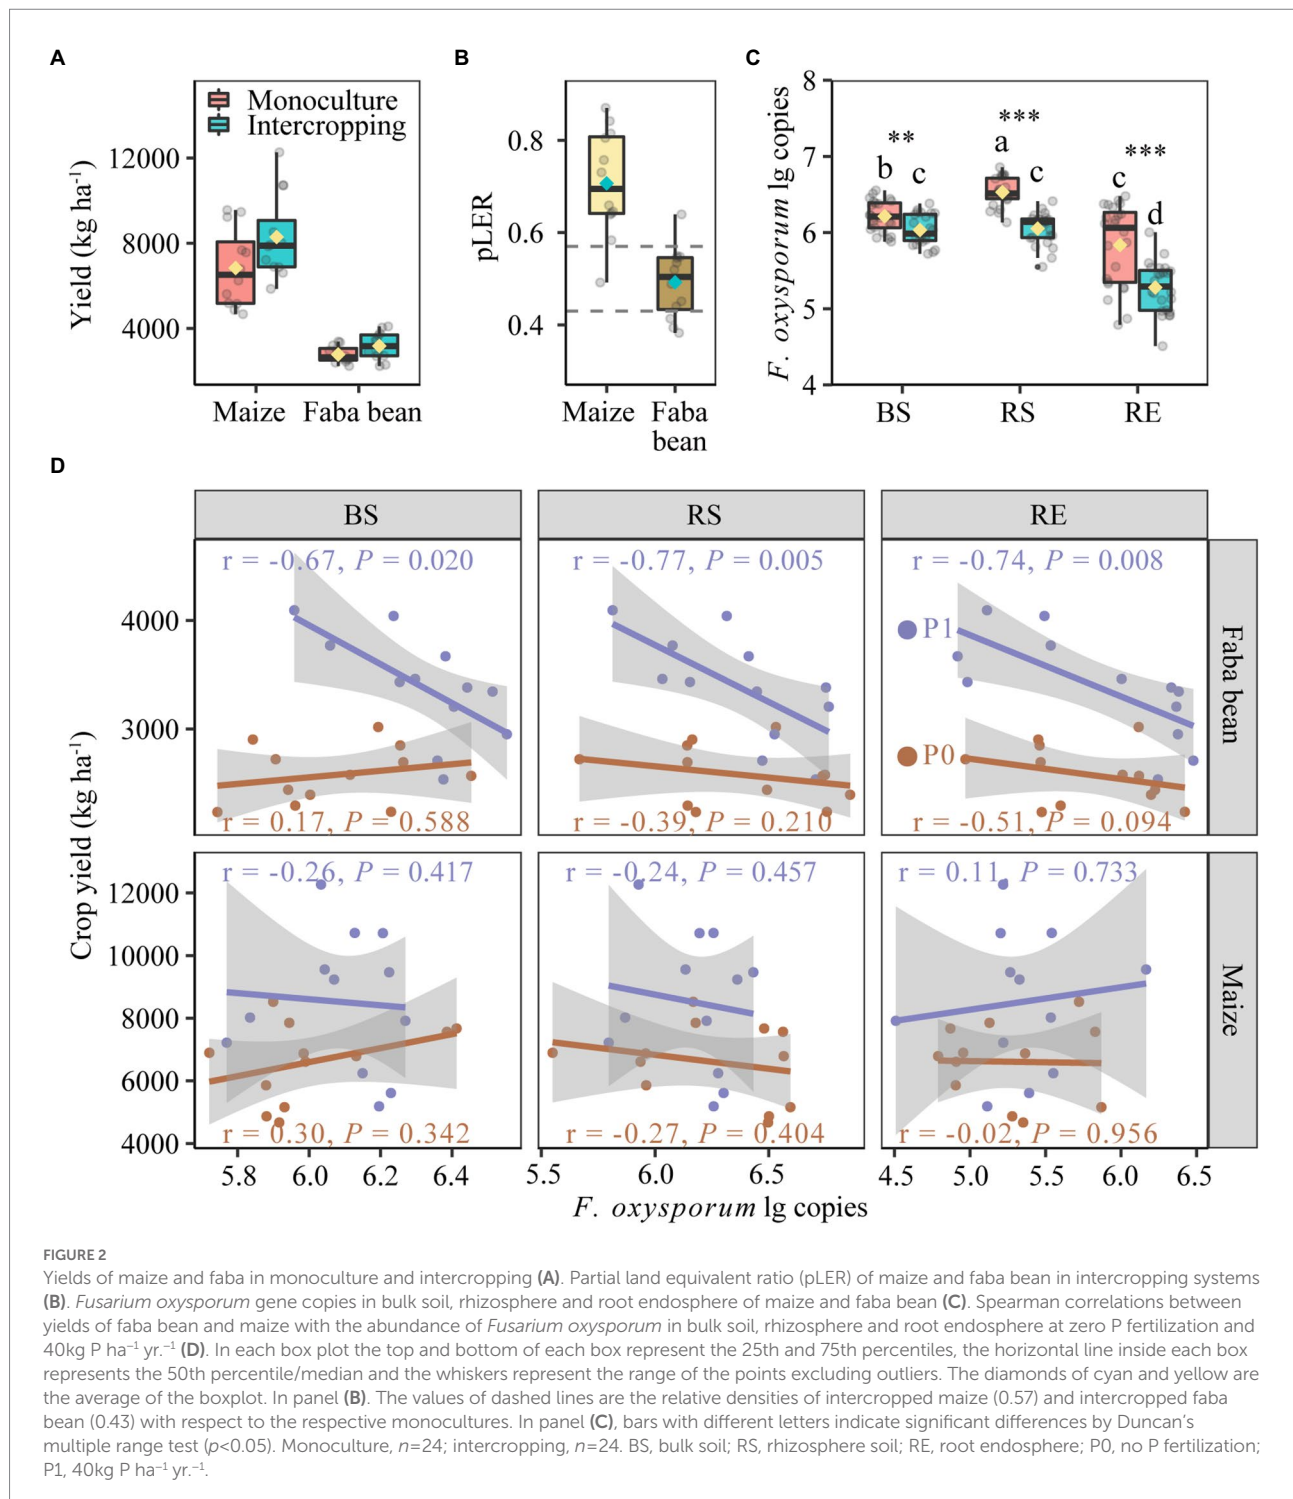 A
Monoculture
Intercropping
12000
8000
4000
Yield (kg ha⁻¹)
Maize
Faba bean
B
0.8
0.6
0.4
pLER
Maize
Faba
bean
C
8
7
6
5
4
F. oxysporum lg copies
**
***
***
b
c
a
c
c
d
BS
RS
RE
D
BS
RS
RE
r = -0.67, P = 0.020
r = -0.77, P = 0.005
r = -0.74, P = 0.008
4000
3000
P1
P0
r = 0.17, P = 0.588
r = -0.39, P = 0.210
r = -0.51, P = 0.094
Faba bean
Crop yield (kg ha⁻¹)
r = -0.26, P = 0.417
r = -0.24, P = 0.457
r = 0.11, P = 0.733
12000
10000
8000
6000
4000
r = 0.30, P = 0.342
r = -0.27, P = 0.404
r = -0.02, P = 0.956
Maize
5.8 6.0 6.2 6.4
5.5 6.0 6.5
4.5 5.0 5.5 6.0 6.5
F. oxysporum lg copies
FIGURE 2
Yields of maize and faba in monoculture and intercropping (A). Partial land equivalent ratio (pLER) of maize and faba bean in intercropping systems
(B). Fusarium oxysporum gene copies in bulk soil, rhizosphere and root endosphere of maize and faba bean (C). Spearman correlations between
yields of faba bean and maize with the abundance of Fusarium oxysporum in bulk soil, rhizosphere and root endosphere at zero P fertilization and
40kg P ha⁻¹ yr.⁻¹ (D). In each box plot the top and bottom of each box represent the 25th and 75th percentiles, the horizontal line inside each box
represents the 50th percentile/median and the whiskers represent the range of the points excluding outliers. The diamonds of cyan and yellow are
the average of the boxplot. In panel (B). The values of dashed lines are the relative densities of intercropped maize (0.57) and intercropped faba
bean (0.43) with respect to the respective monocultures. In panel (C), bars with different letters indicate significant differences by Duncan's
multiple range test (p<0.05). Monoculture, n=24; intercropping, n=24. BS, bulk soil; RS, rhizosphere soil; RE, root endosphere; P0, no P fertilization;
P1, 40kg P ha⁻¹ yr.⁻¹.